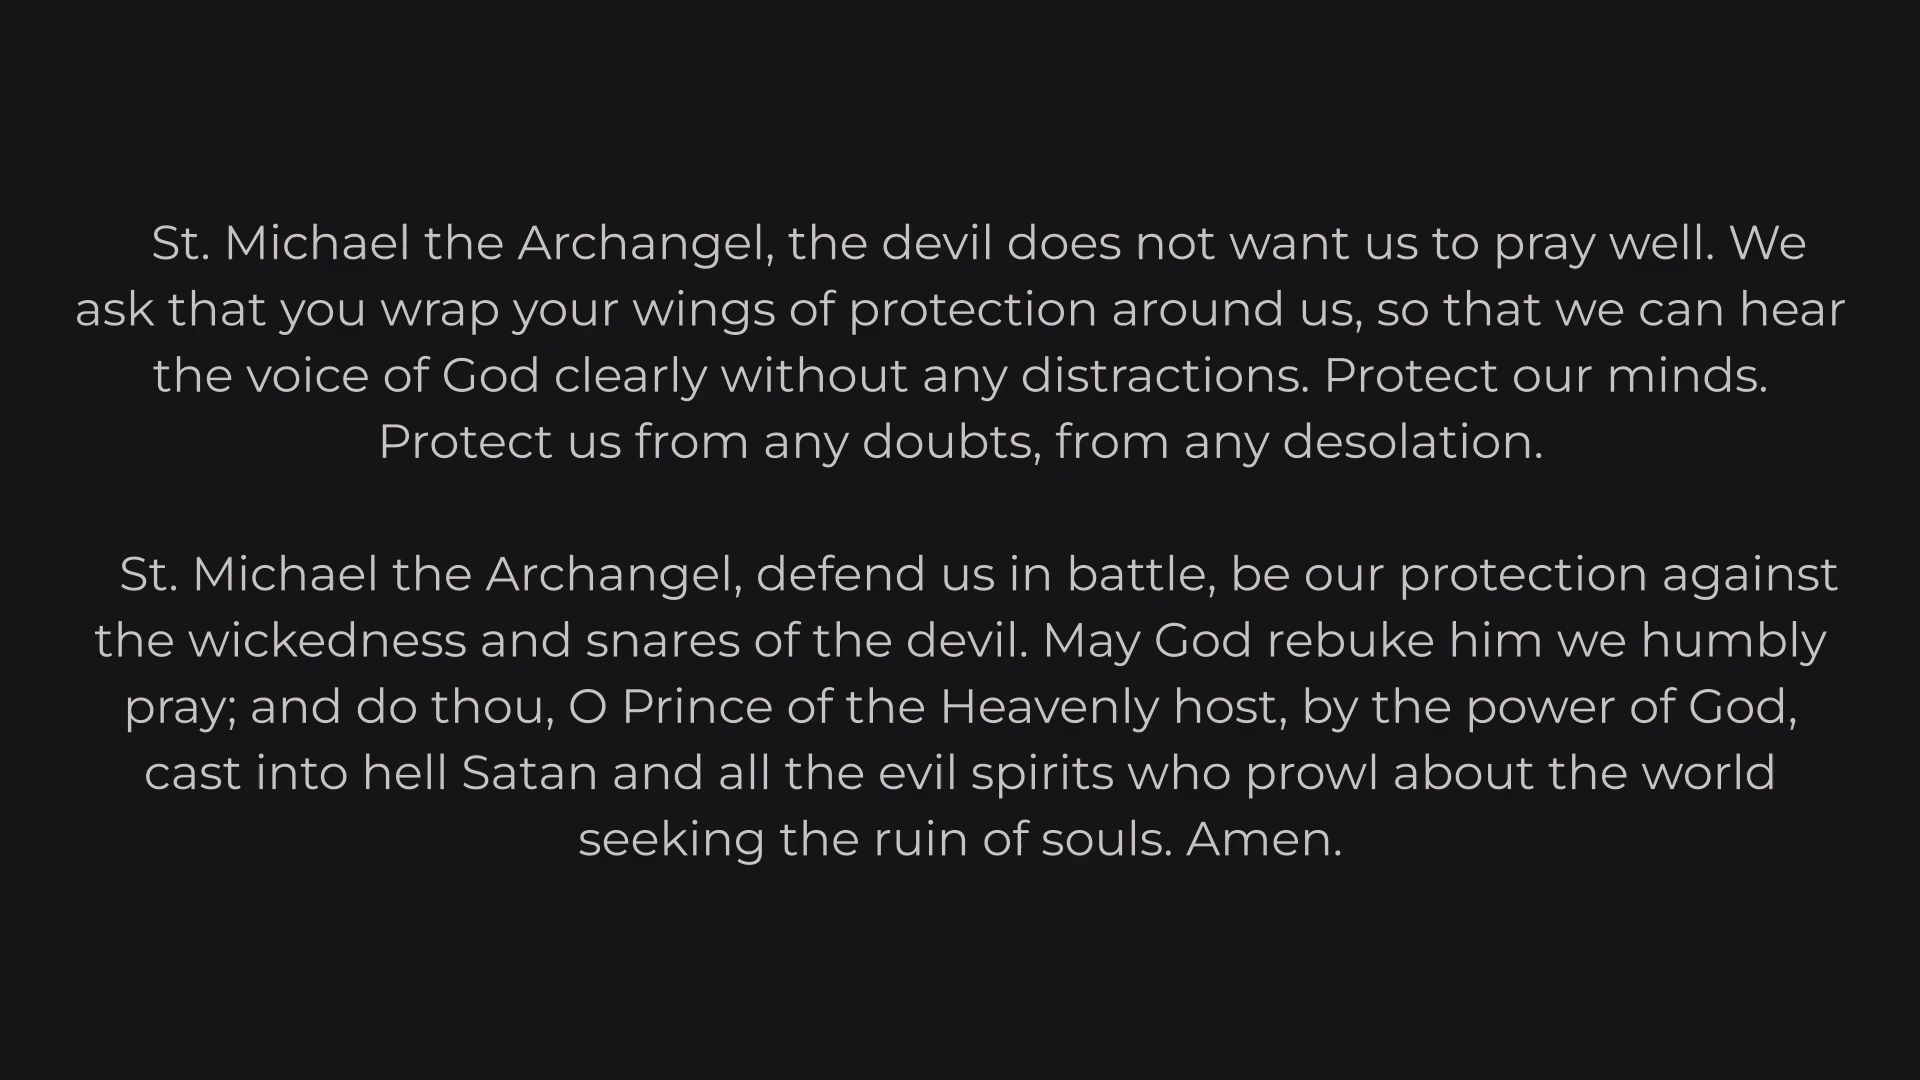 St. Michael the Archangel, the devil does not want us to pray well. We
ask that you wrap your wings of protection around us, so that we can hear
the voice of God clearly without any distractions. Protect our minds.
Protect us from any doubts, from any desolation.
St. Michael the Archangel, defend us in battle, be our protection against
the wickedness and snares of the devil. May God rebuke him we humbly
pray; and do thou, O Prince of the Heavenly host, by the power of God,
cast into hell Satan and all the evil spirits who prowl about the world
seeking the ruin of souls. Amen.